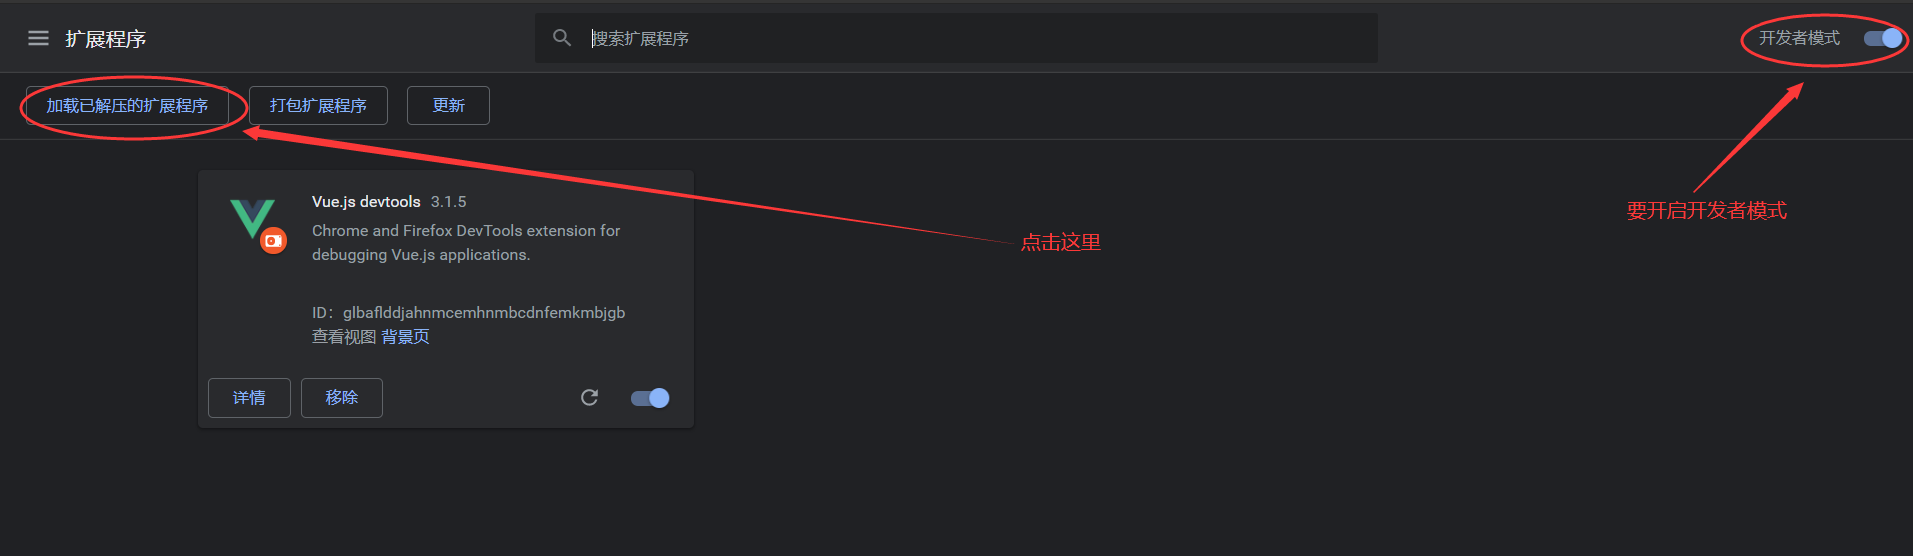 扩展程序
搜索扩展程序
开发者模式
加载已解压的扩展程序
打包扩展程序
更新
Vue.js devtools 3.1.5
Chrome and Firefox DevTools extension for
debugging Vue.js applications.
要开启开发者模式
点击这里
ID：glbaflddjahnmcemhnmbcdnfemkmbjgb
查看视图 背景页
详情
移除